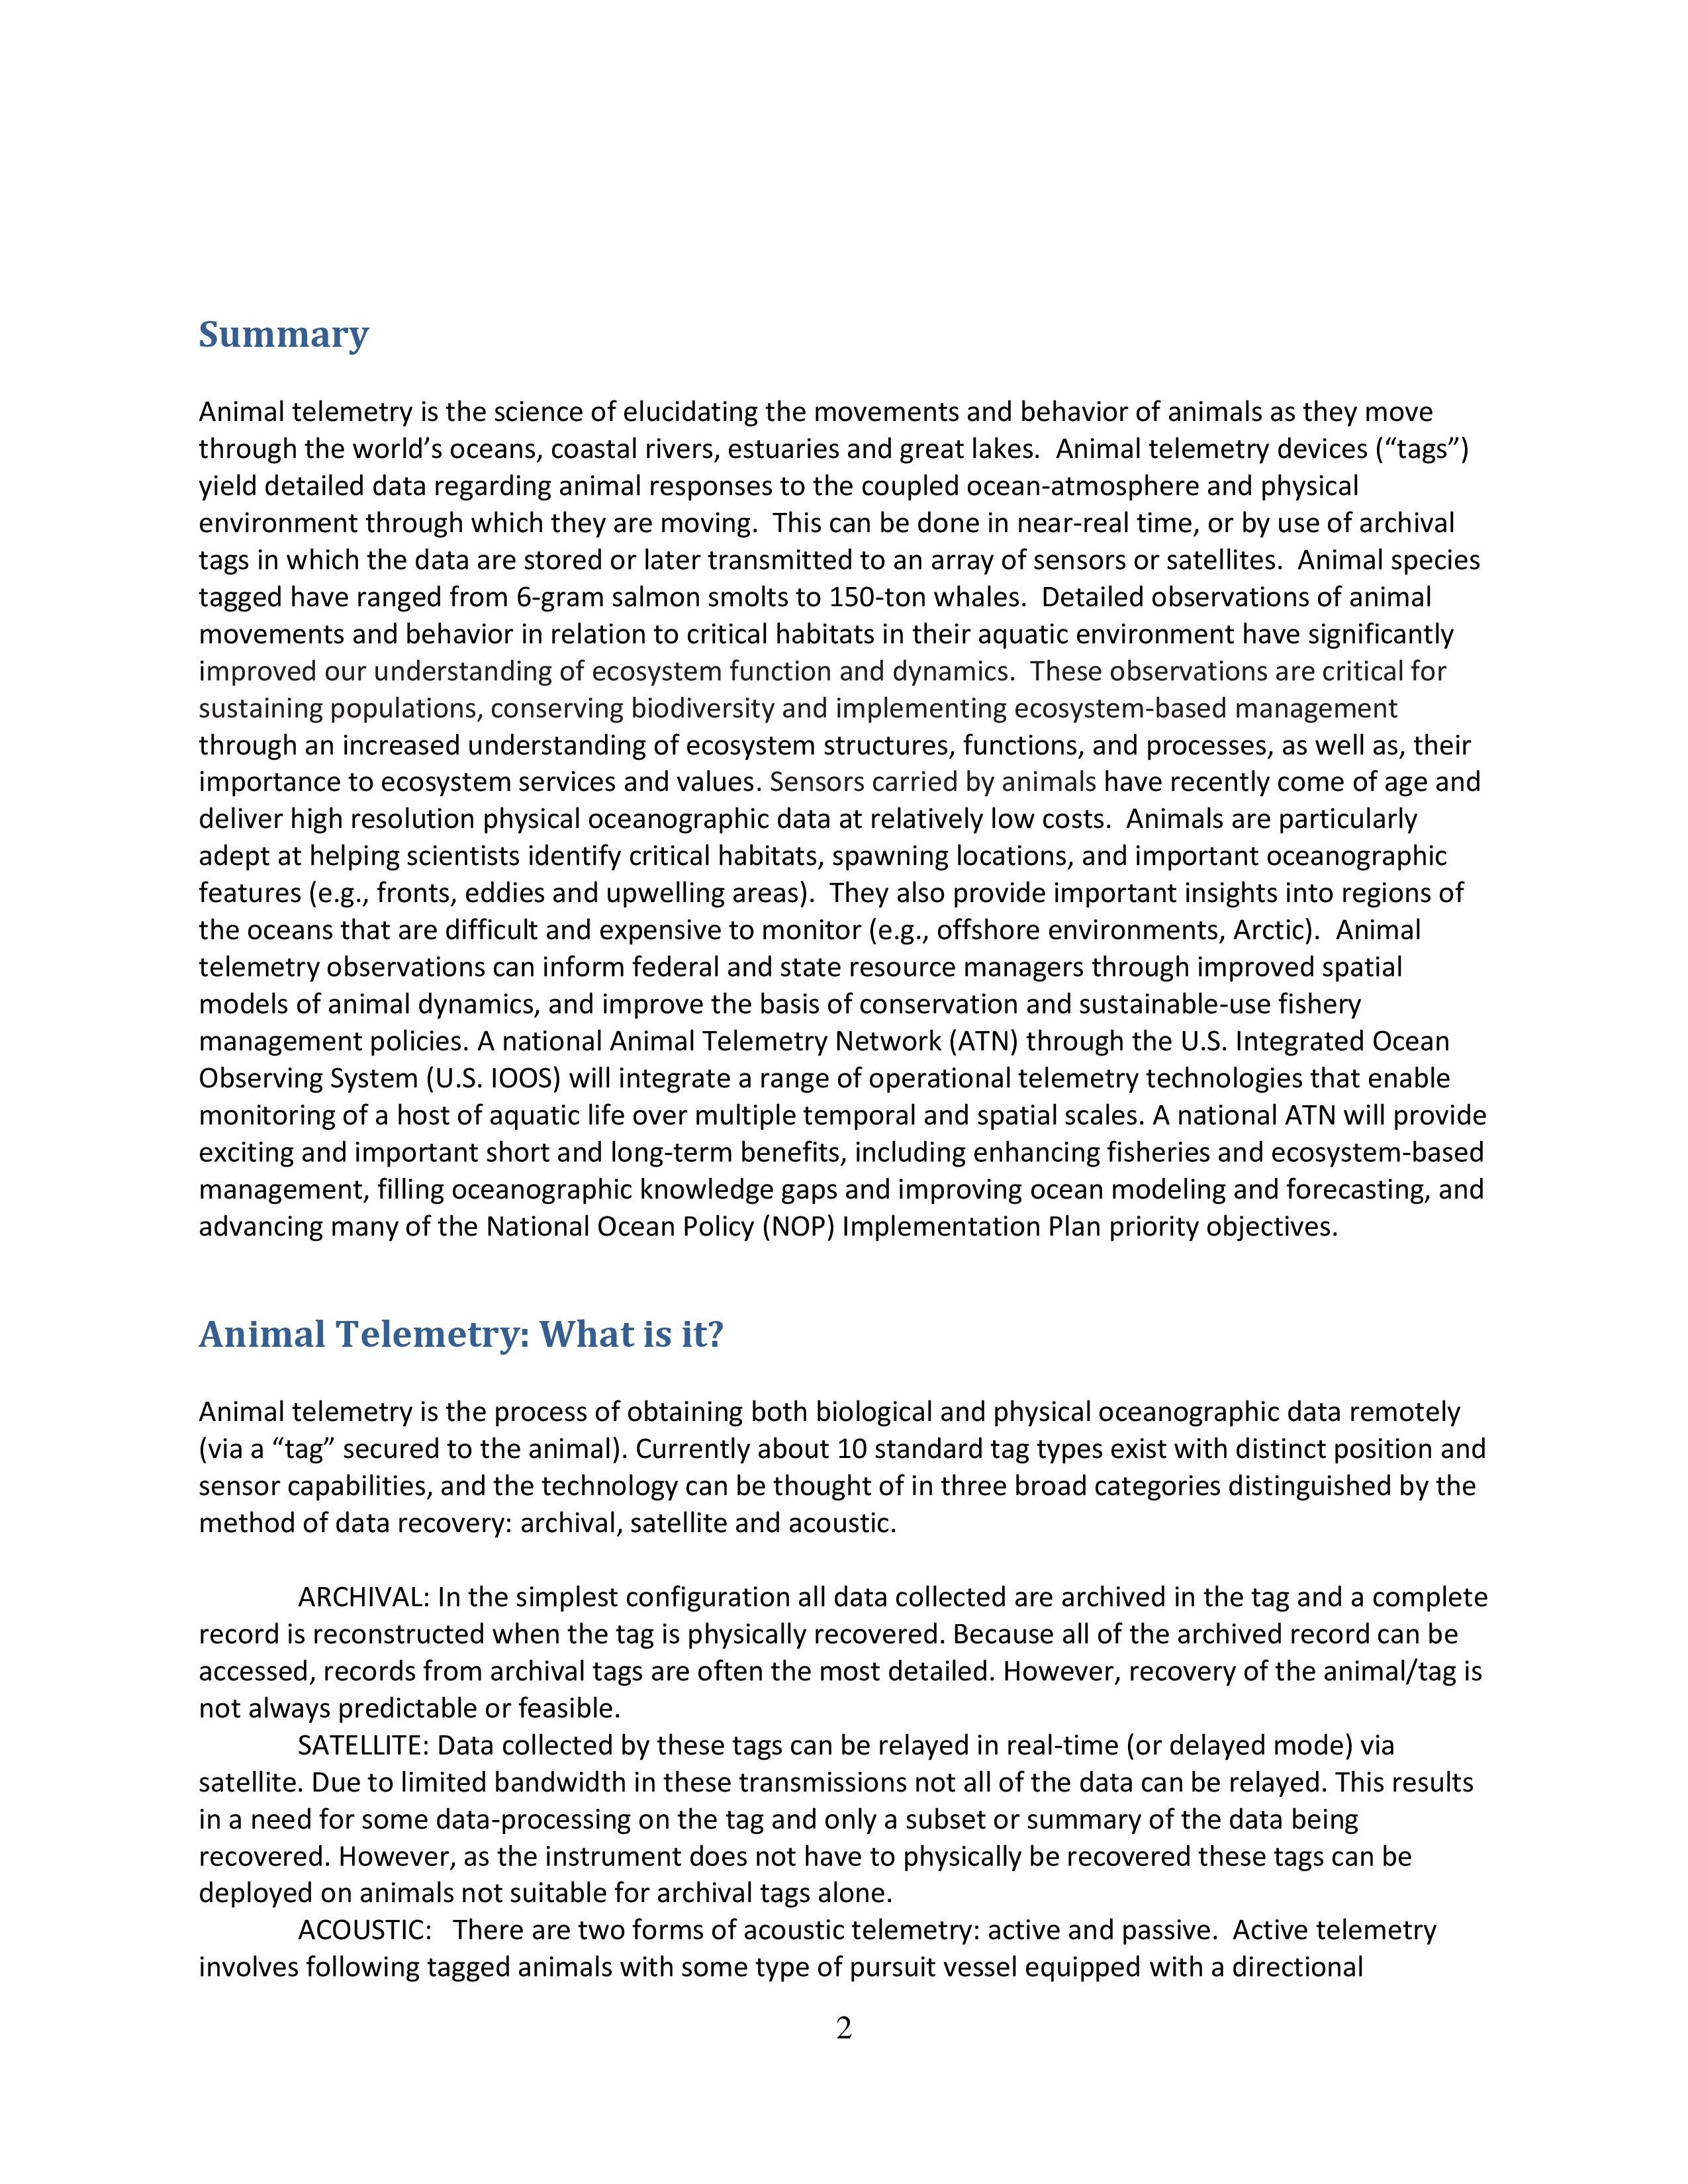 Summary
Animal telemetry is the science of elucidating the movements and behavior of animals as they move
through the world’s oceans, coastal rivers, estuaries and great lakes.  Animal telemetry devices (“tags”)
yield detailed data regarding animal responses to the coupled ocean-atmosphere and physical
environment through which they are moving.  This can be done in near-real time, or by use of archival
tags in which the data are stored or later transmitted to an array of sensors or satellites.  Animal species
tagged have ranged from 6-gram salmon smolts to 150-ton whales.  Detailed observations of animal
movements and behavior in relation to critical habitats in their aquatic environment have significantly
improved our understanding of ecosystem function and dynamics.  These observations are critical for
sustaining populations, conserving biodiversity and implementing ecosystem-based management
through an increased understanding of ecosystem structures, functions, and processes, as well as, their
importance to ecosystem services and values. Sensors carried by animals have recently come of age and
deliver high resolution physical oceanographic data at relatively low costs.  Animals are particularly
adept at helping scientists identify critical habitats, spawning locations, and important oceanographic
features (e.g., fronts, eddies and upwelling areas).  They also provide important insights into regions of
the oceans that are difficult and expensive to monitor (e.g., offshore environments, Arctic).  Animal
telemetry observations can inform federal and state resource managers through improved spatial
models of animal dynamics, and improve the basis of conservation and sustainable-use fishery
management policies. A national Animal Telemetry Network (ATN) through the U.S. Integrated Ocean
Observing System (U.S. IOOS) will integrate a range of operational telemetry technologies that enable
monitoring of a host of aquatic life over multiple temporal and spatial scales. A national ATN will provide
exciting and important short and long-term benefits, including enhancing fisheries and ecosystem-based
management, filling oceanographic knowledge gaps and improving ocean modeling and forecasting, and
advancing many of the National Ocean Policy (NOP) Implementation Plan priority objectives.
Animal Telemetry: What is it?
Animal telemetry is the process of obtaining both biological and physical oceanographic data remotely
(via a “tag” secured to the animal). Currently about 10 standard tag types exist with distinct position and
sensor capabilities, and the technology can be thought of in three broad categories distinguished by the
method of data recovery: archival, satellite and acoustic.
ARCHIVAL: In the simplest configuration all data collected are archived in the tag and a complete
record is reconstructed when the tag is physically recovered. Because all of the archived record can be
accessed, records from archival tags are often the most detailed. However, recovery of the animal/tag is
not always predictable or feasible.
SATELLITE: Data collected by these tags can be relayed in real-time (or delayed mode) via
satellite. Due to limited bandwidth in these transmissions not all of the data can be relayed. This results
in a need for some data-processing on the tag and only a subset or summary of the data being
recovered. However, as the instrument does not have to physically be recovered these tags can be
deployed on animals not suitable for archival tags alone.
ACOUSTIC:   There are two forms of acoustic telemetry: active and passive.  Active telemetry
involves following tagged animals with some type of pursuit vessel equipped with a directional
2